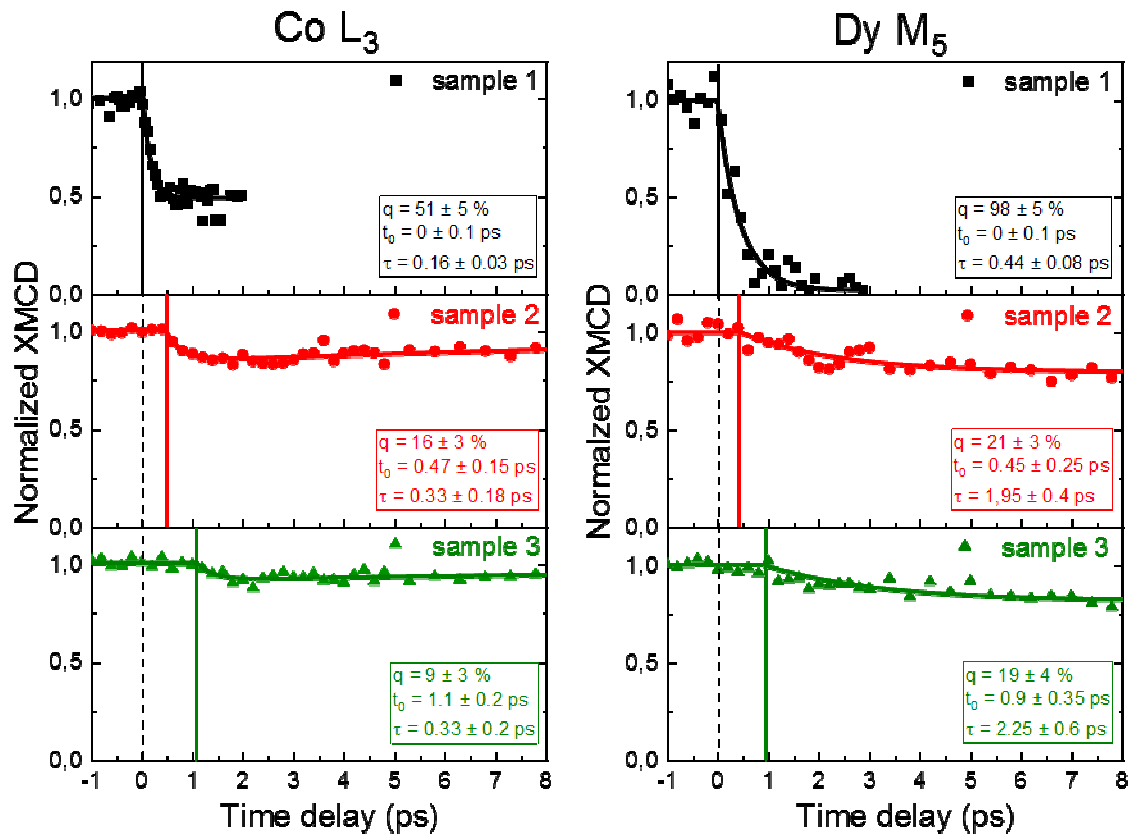 Co L3
Normalized XMCD
1,0
0,5
0,0
sample 1
q = 51 ± 5 %
t0 = 0 ± 0.1 ps
τ = 0.16 ± 0.03 ps
1.0
0.5
0.0
sample 2
q = 16 ± 3 %
t0 = 0.47 ± 0.15 ps
τ = 0.33 ± 0.18 ps
1.0
0,5
0,0
sample 3
q = 9 ± 3 %
t0 = 1.1 ± 0.2 ps
τ = 0.33 ± 0.2 ps
-1 0 1 2 3 4 5 6 7 8
Time delay (ps)
Dy M5
Normalzed XMCD
1,0
0,5
0,0
sample 1
q = 98 ± 5 %
t0 = 0 ± 0.1 ps
τ = 0.44 ± 0.08 ps
1.0
0.5
0.0
sample 2
q = 21 ± 3 %
t0 = 0.45 ± 0.25 ps
τ = 1,95 ± 0.4 ps
1.0
0,5
0,0
sample 3
q = 19 ± 4 %
t0 = 0.9 ± 0.35 ps
τ = 2.25 ± 0.6 ps
-1 0 1 2 3 4 5 6 7 8
Time delay (ps)